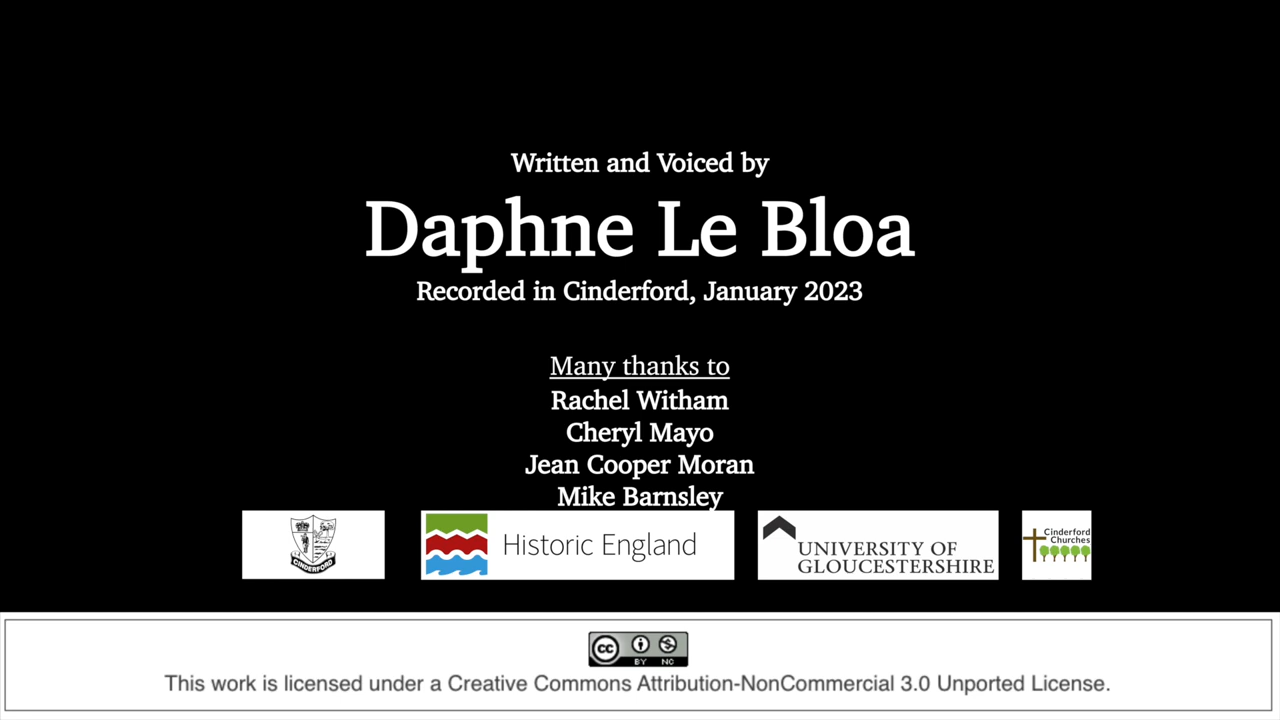 Written and Voiced by
Daphne Le Bloa
Recorded in Cinderford, January 2023
Many thanks to
Rachel Witham
Cheryl Mayo
Jean Cooper Moran
Mike Barnsley
CINDERFORD
Historic England
UNIVERSITY OF
GLOUCESTERSHIRE
Cinderford
Churches
cc
BY NC
This work is licensed under a Creative Commons Attribution-NonCommercial 3.0 Unported License.